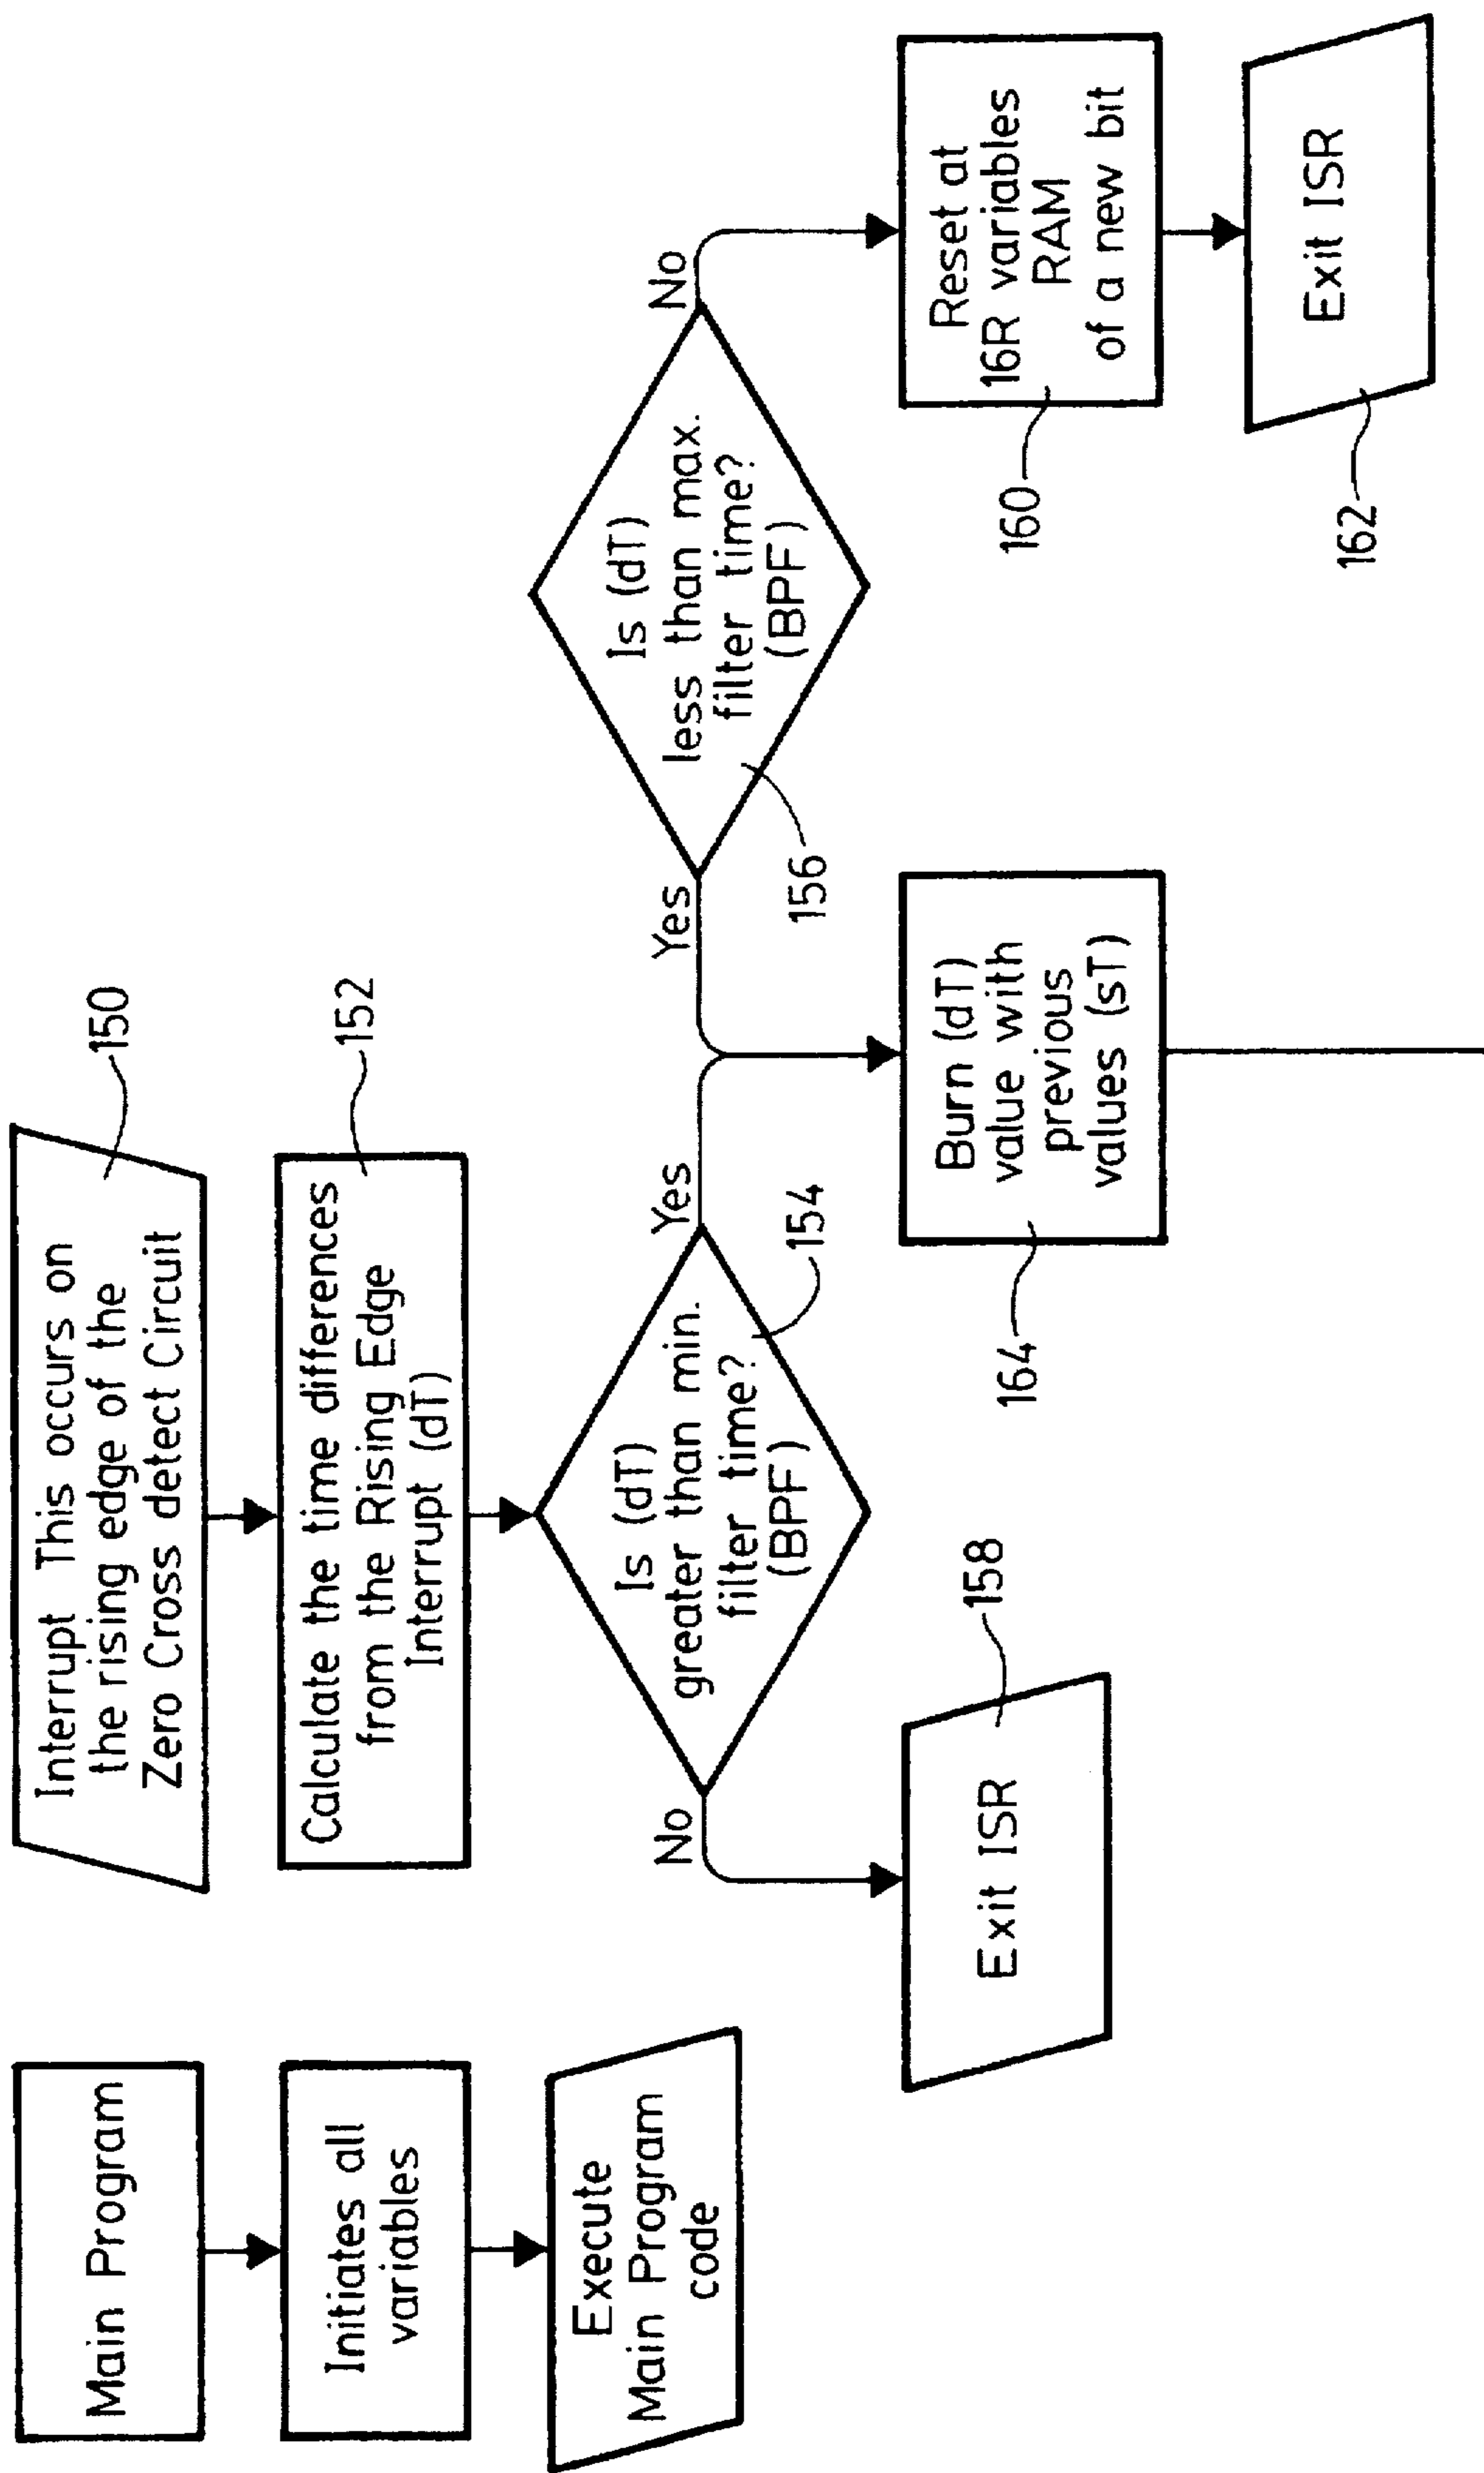 Main Program
Initiates all
variables
Execute
Main Program
code
Interrupt This occurs on
the rising edge of the
Zero Cross detect Circuit
150
Calculate the time differences
from the Rising Edge
Interrupt (dT)
152
Is (dT)
greater than min.
filter time?
(BPF)
154
No
Yes
Exit ISR
158
Is (dT)
less than max.
filter time?
(BPF)
156
Yes
No
Burn (dT)
value with
previous
values (sT)
164
Reset at
16R variables
RAM
of a new bit
160
Exit ISR
162